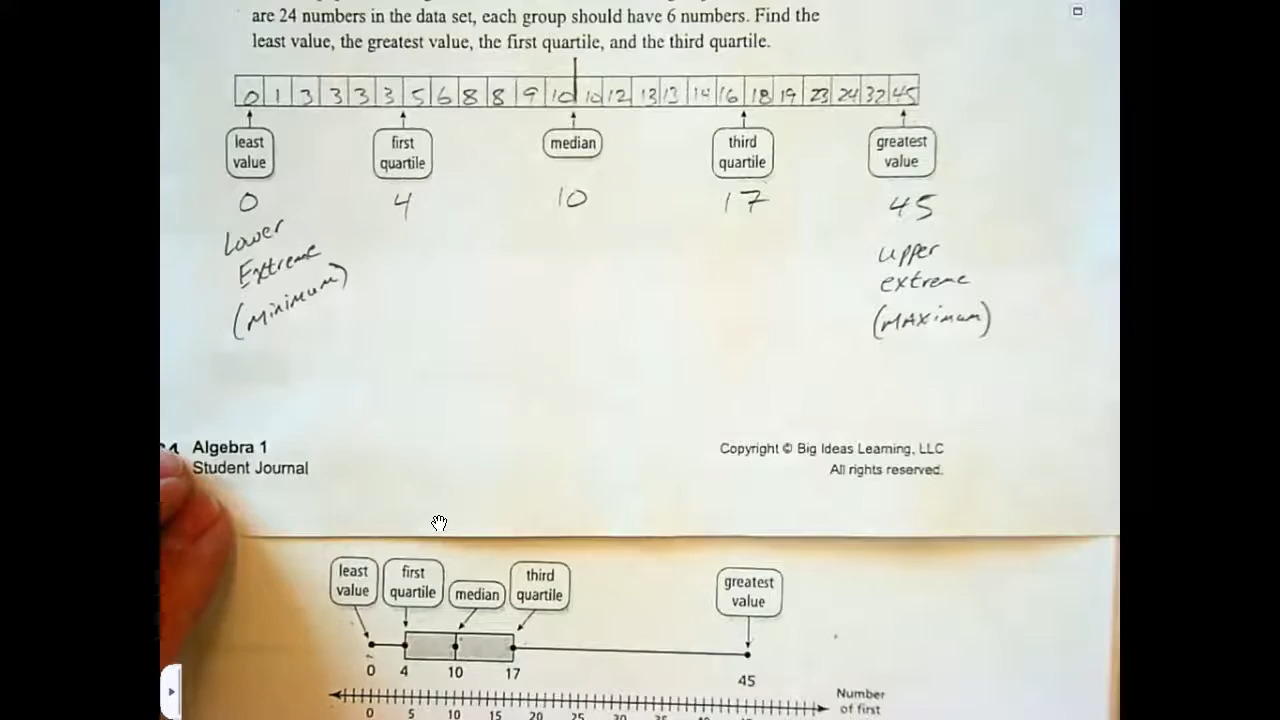 are 24 numbers in the data set, each group should have 6 numbers. Find the
least value, the greatest value, the first quartile, and the third quartile.
0 1 3 3 3 3 5 6 8 8 9 10 10 12 13 13 14 16 18 19 23 24 32 45
least value
first quartile
median
third quartile
greatest value
0 4 10 17 45
Lower
Extreme
(Minimum)
upper
extreme
(MAXimum)
Algebra 1
Student Journal
Copyright © Big Ideas Learning, LLC
All rights reserved.
least value
first quartile
median
third quartile
greatest value
0 4 10 17 45
Number
of first
0 5 10 15 20 25 30 35